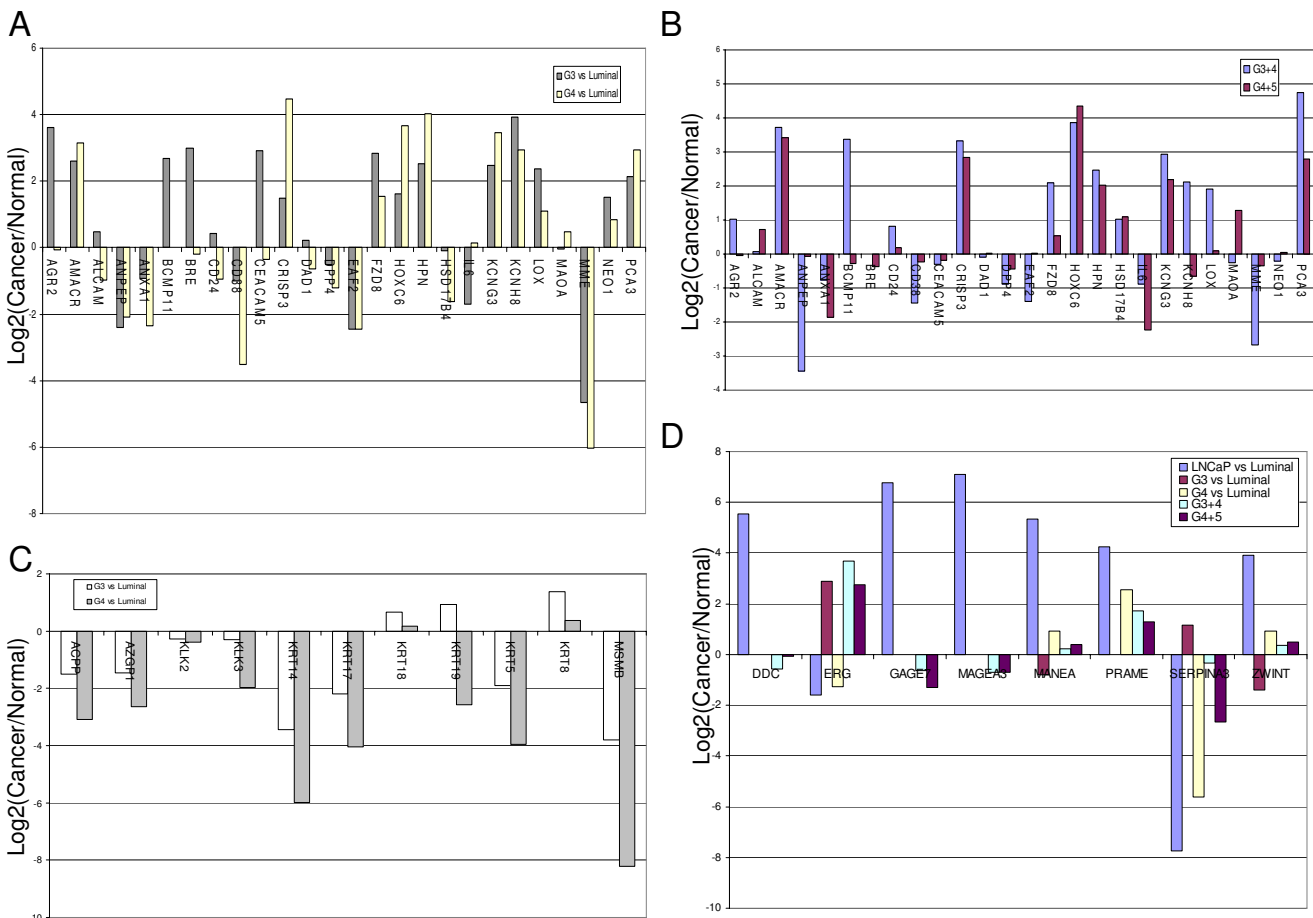 A
Log2(Cancer/Normal)
6
4
2
0
-2
-4
-6
-8
G3 vs Luminal
G4 vs Luminal
AGR2
AMACR
ALCAM
ANPEP
ANXA1
BCMP11
BRE
CD24
CD38
CEACAM5
CRISP3
DAD1
DPP4
EAF2
FZD8
HOXC6
HPN
HSD17B4
IL6
KCNG3
KCNH8
LOX
MAOA
MME
NEO1
PCA3
B
Log2(Cancer/Normal)
6
5
4
3
2
1
0
-1
-2
-3
-4
G3+4
G4+5
AGR2
ALCAM
AMACR
ANPEP
ANXA1
BCMP11
BRE
CD24
CD38
CEACAM5
CRISP3
DAD1
DPP4
EAF2
FZD8
HOXC6
HPN
HSD17B4
IL6
KCNG3
KCNH8
LOX
MAOA
MME
NEO1
PCA3
C
Log2(Cancer/Normal)
2
0
-2
-4
-6
-8
-10
G3 vs Luminal
G4 vs Luminal
ACPP
AZGP1
KLK2
KLK3
KRT14
KRT17
KRT18
KRT19
KRT5
KRT8
MSMB
D
Log2(Cancer/Normal)
8
6
4
2
0
-2
-4
-6
-8
-10
LNCaP vs Luminal
G3 vs Luminal
G4 vs Luminal
G3+4
G4+5
DDC
ERG
GAGE7
MAGEA3
MANEA
PRAME
SERPINA3
ZWINT